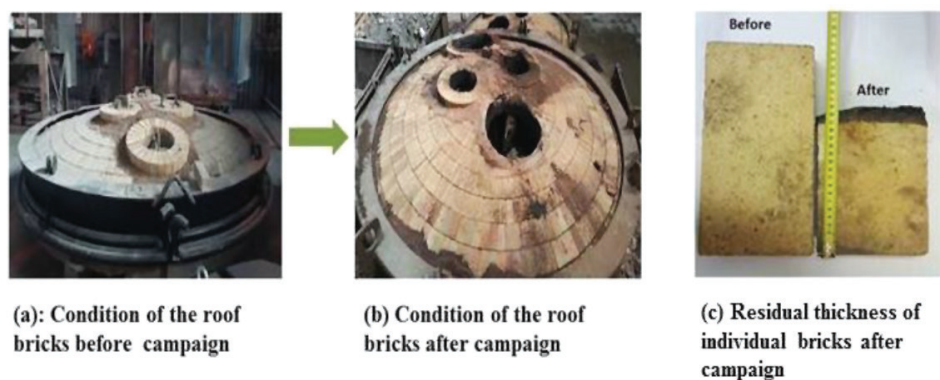 Before
After
(a): Condition of the roof
bricks before campaign
(b) Condition of the roof
bricks after campaign
(c) Residual thickness of
individual bricks after
campaign